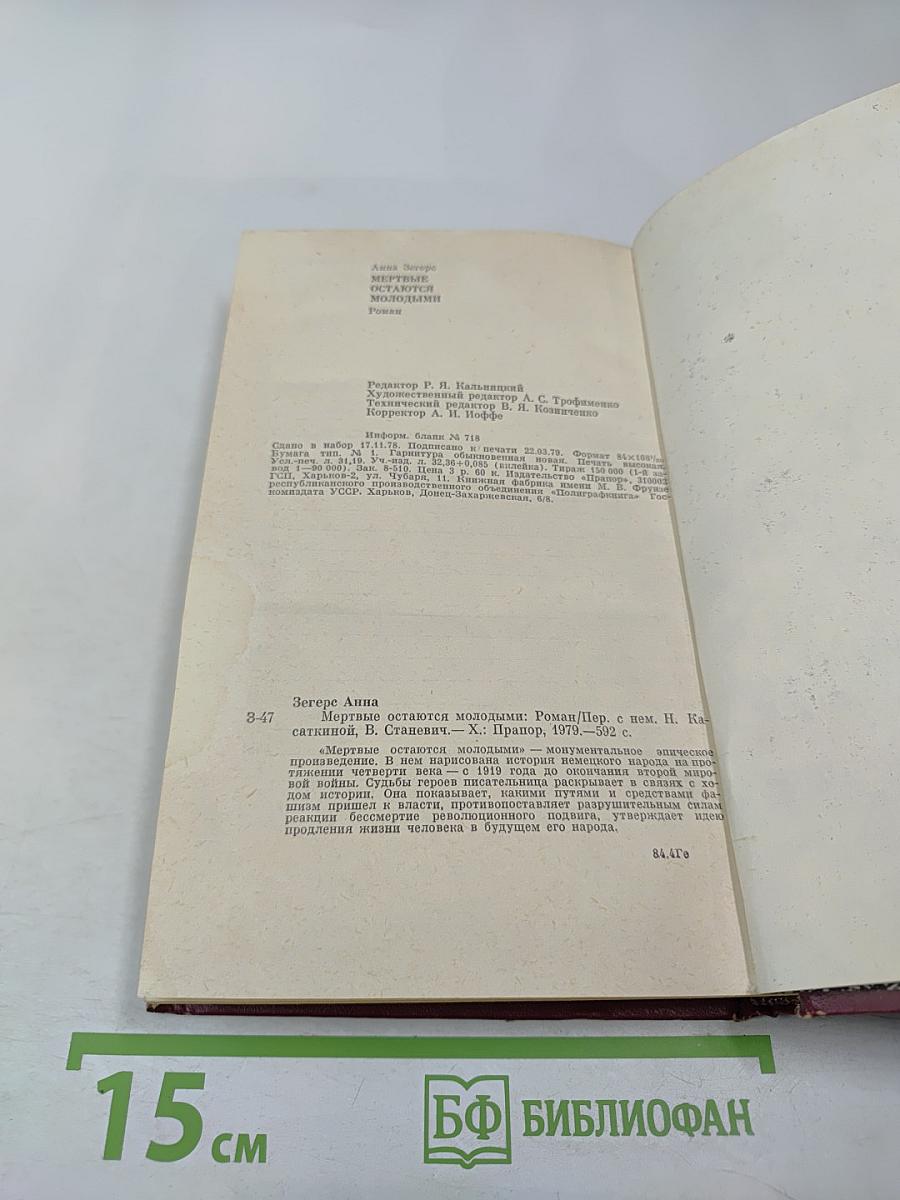 Анна Зегерс
МЕРТВЫЕ
ОСТАЮТСЯ
МОЛОДЫМИ
Роман
Редактор Р. Я. Кальницкий
Художественный редактор А. С. Трофименко
Технический редактор В. Я. Козниченко
Корректор А. И. Иоффе
Информ. бланк № 718
Сдано в набор 17.11.78. Подписано к печати 22.03.79. Формат 84×108¹/₃₂.
Бумага тип. № 1. Гарнитура обыкновенная новая. Печать высокая.
Усл.-печ. л. 31,19. Уч.-изд. л. 32,36+0,085 (вклейка). Тираж 150 000 (1-й за-
вод 1—90 000). Зак. 8-510. Цена 3 р. 60 к. Издательство «Прапор», 310002
ГСП, Харьков-2, ул. Чубаря, 11. Книжная фабрика имени М. В. Фрунзе
республиканского производственного объединения «Полиграфкнига» Гос-
комиздата УССР. Харьков, Донец-Захаржевская, 6/8.
Зегерс Анна
З-47 Мертвые остаются молодыми: Роман/Пер. с нем. Н. Ка-
саткиной, В. Станевич.— Х.: Прапор, 1979.—592 с.
«Мертвые остаются молодыми» — монументальное эпическое
произведение. В нем нарисована история немецкого народа на про-
тяжении четверти века — с 1919 года до окончания второй миро-
вой войны. Судьбы героев писательница раскрывает в связях с хо-
дом истории. Она показывает, какими путями и средствами фа-
шизм пришел к власти, противопоставляет разрушительным силам
реакции бессмертие революционного подвига, утверждает идею
продления жизни человека в будущем его народа.
84.4Ге
15 см
БФ БИБЛИОФАН